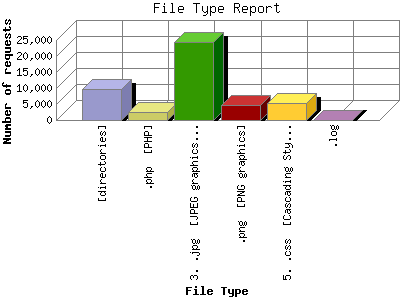 File Type Report
Number of requests
25,000
20,000
15,000
10,000
5,000
0
[directories]
.php [PHP]
3. .jpg [JPEG graphics...
.png [PNG graphics]
5. .css [Cascading Sty...
.log
File Type